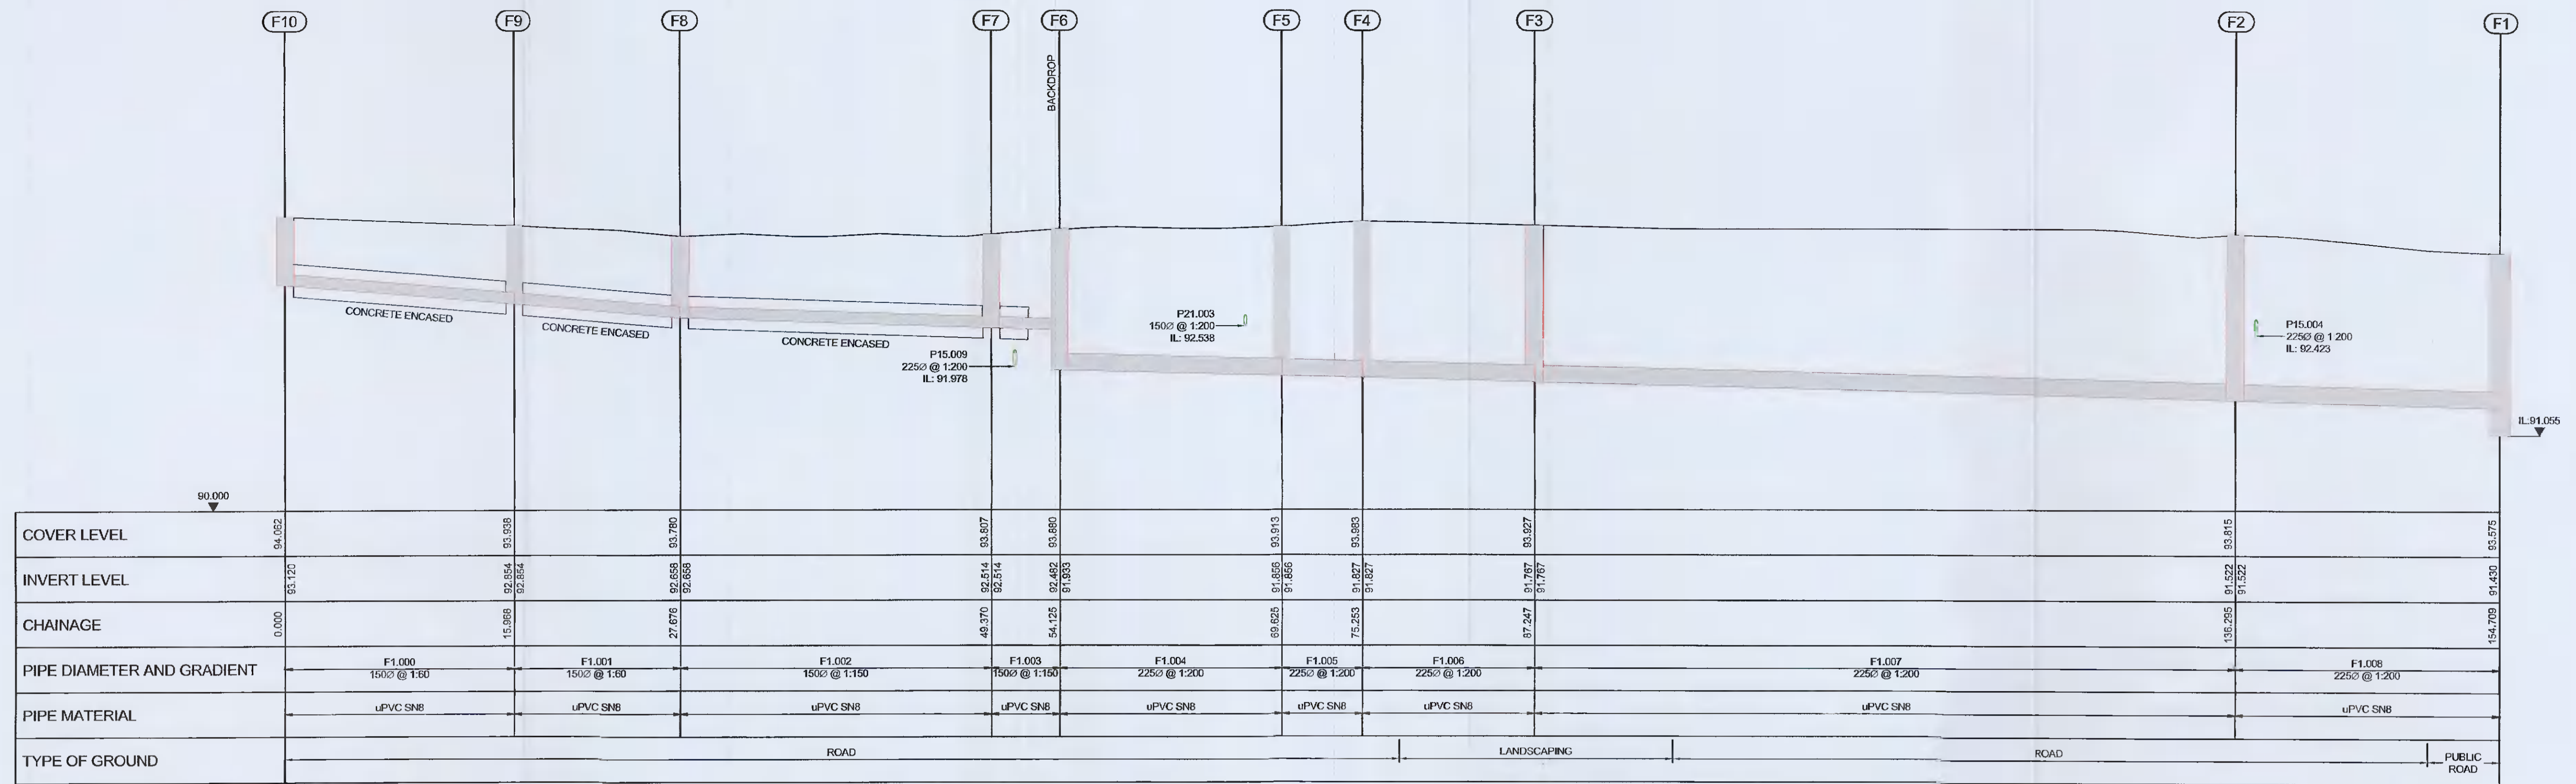 F10 F9 F8 F7 F6 F5 F4 F3 F2 F1
BACKDROP
CONCRETE ENCASED
CONCRETE ENCASED
CONCRETE ENCASED
P15.009
225Ø @ 1:200
IL: 91.978
P21.003
150Ø @ 1:200
IL: 92.538
P15.004
225Ø @ 1:200
IL: 92.423
IL:91.055
90.000
COVER LEVEL 94.062 93.938 93.780 93.807 93.880 93.913 93.983 93.927 93.815 93.575
INVERT LEVEL 93.120 92.854 92.854 92.658 92.658 92.514 92.514 92.482 91.933 91.856 91.856 91.827 91.827 91.767 91.767 91.522 91.522 91.430
CHAINAGE 0.000 15.968 27.676 49.370 54.125 69.625 75.253 87.247 136.295 154.709
PIPE DIAMETER AND GRADIENT
F1.000 F1.001 F1.002 F1.003 F1.004 F1.005 F1.006 F1.007 F1.008
150Ø @ 1:60 150Ø @ 1:60 150Ø @ 1:150 150Ø @ 1:150 225Ø @ 1:200 225Ø @ 1:200 225Ø @ 1:200 225Ø @ 1:200 225Ø @ 1:200
PIPE MATERIAL uPVC SN8 uPVC SN8 uPVC SN8 uPVC SN8 uPVC SN8 uPVC SN8 uPVC SN8 uPVC SN8 uPVC SN8
TYPE OF GROUND ROAD LANDSCAPING ROAD PUBLIC
ROAD